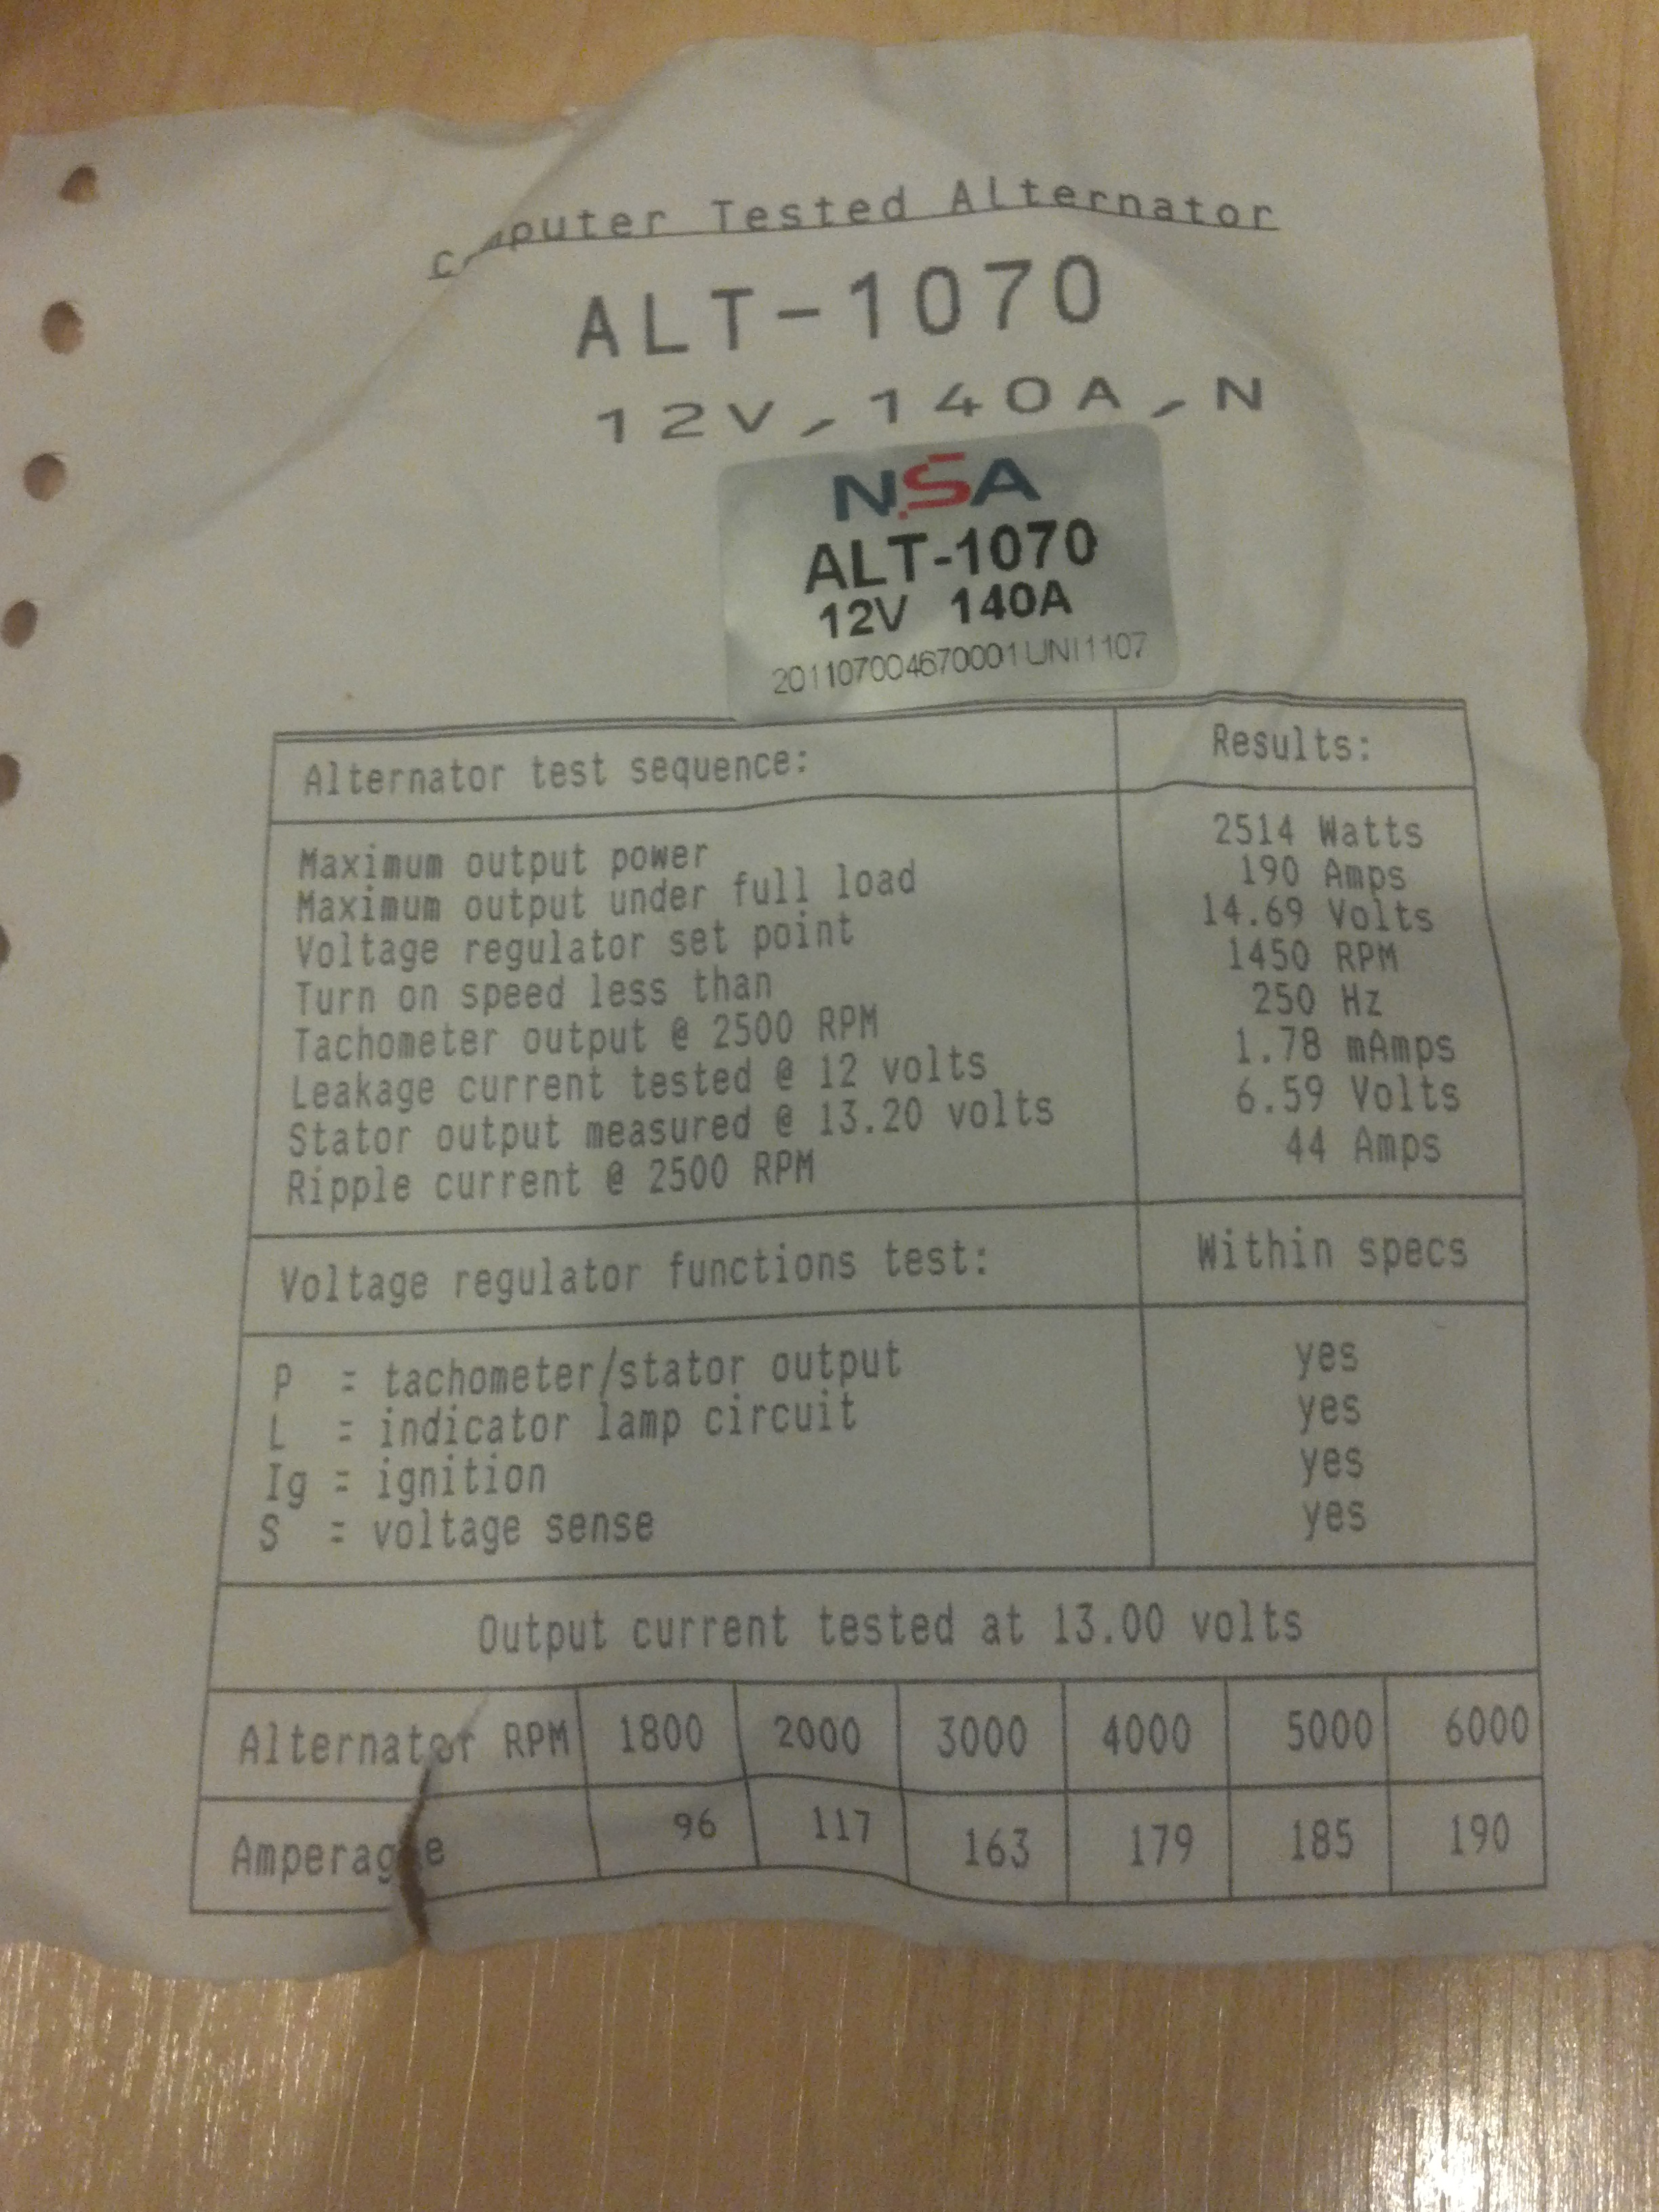 Computer Tested Alternator
ALT-1070
12V, 140A, N
NSA
ALT-1070
12V 140A
201107004670001UNI1107
Alternator test sequence: Results:
Maximum output power 2514 Watts
Maximum output under full load 190 Amps
Voltage regulator set point 14.69 Volts
Turn on speed less than 1450 RPM
Tachometer output @ 2500 RPM 250 Hz
Leakage current tested @ 12 volts 1.78 mAmps
Stator output measured @ 13.20 volts 6.59 Volts
Ripple current @ 2500 RPM 44 Amps
Voltage regulator functions test: Within specs
P = tachometer/stator output yes
L = indicator lamp circuit yes
Ig = ignition yes
S = voltage sense yes
Output current tested at 13.00 volts
Alternator RPM 1800 2000 3000 4000 5000 6000
Amperage 96 117 163 179 185 190